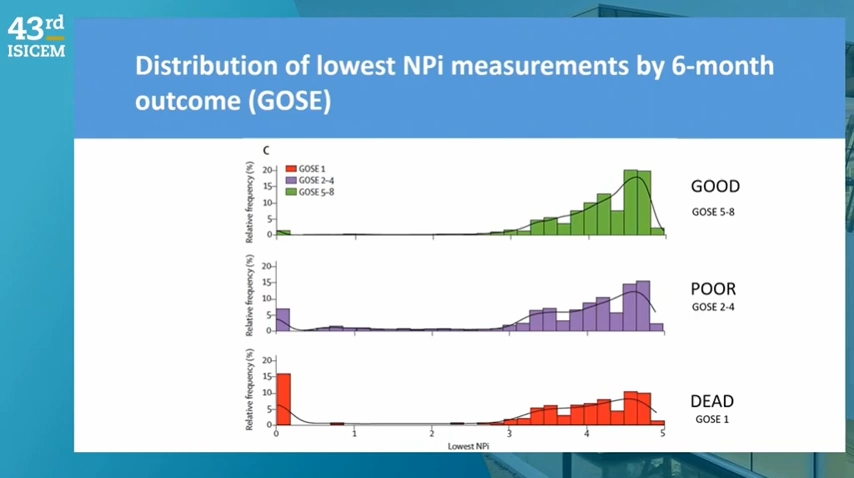 43rd
ISICEM
Distribution of lowest NPi measurements by 6-month
outcome (GOSE)
C
GOSE 1
GOSE 2-4
GOSE 5-8
Relative frequency (%)
20
15
10
5
0
GOOD
GOSE 5-8
Relative frequency (%)
20
15
10
5
0
POOR
GOSE 2-4
Relative frequency (%)
20
15
10
5
0
DEAD
GOSE 1
0 1 2 3 4 5
Lowest NPi